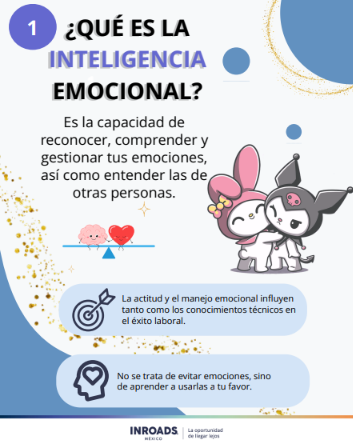 1
¿QUÉ ES LA
INTELIGENCIA
EMOCIONAL?
Es la capacidad de
reconocer, comprender y
gestionar tus emociones,
así como entender las de
otras personas.
La actitud y el manejo emocional influyen
tanto como los conocimientos técnicos en
el éxito laboral.
No se trata de evitar emociones, sino
de aprender a usarlas a tu favor.
INROADS.
MÉXICO
La oportunidad
de llegar lejos